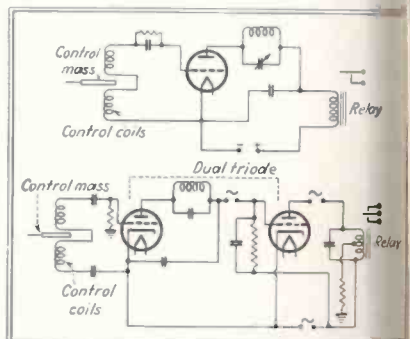 Control
mass
Relay
Control coils
Dual triode
Control mass
Relay
Control
coils